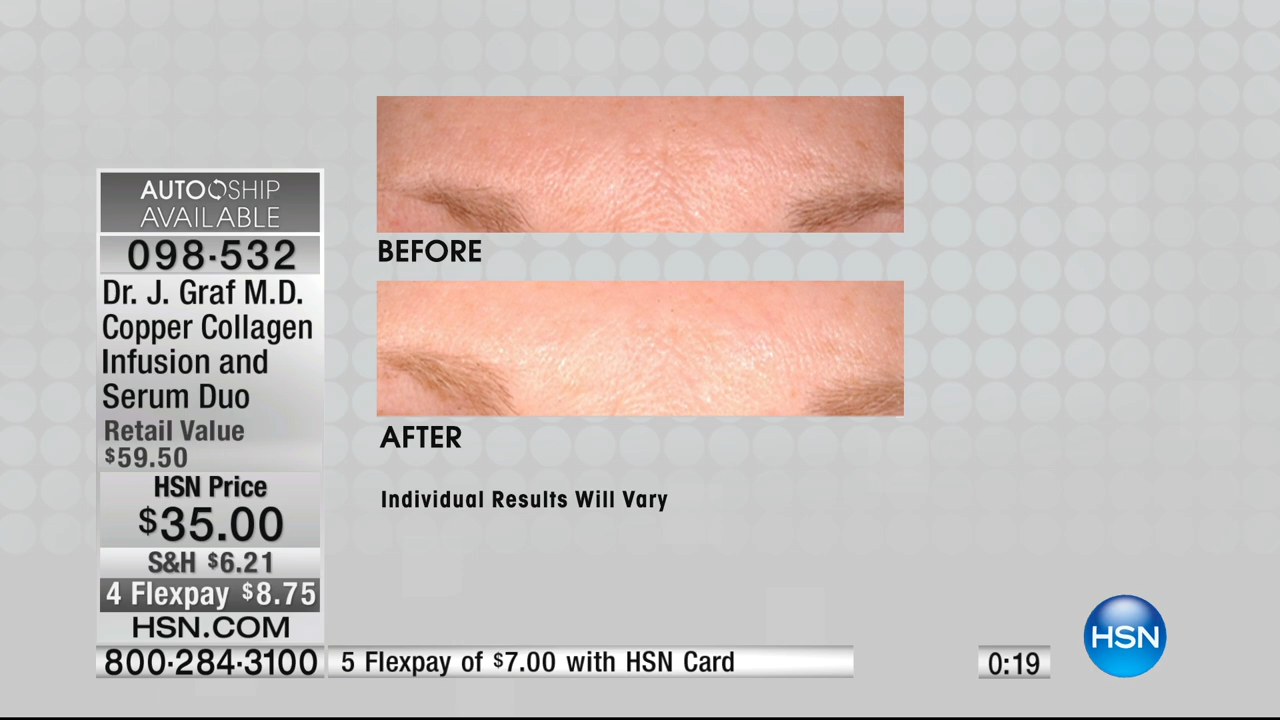 AUTO SHIP
AVAILABLE
098·532
Dr. J. Graf M.D.
Copper Collagen
Infusion and
Serum Duo
Retail Value
$59.50
HSN Price
$35.00
S&H $6.21
4 Flexpay $8.75
HSN.COM
800·284·3100
BEFORE
AFTER
Individual Results Will Vary
5 Flexpay of $7.00 with HSN Card
0:19
HSN